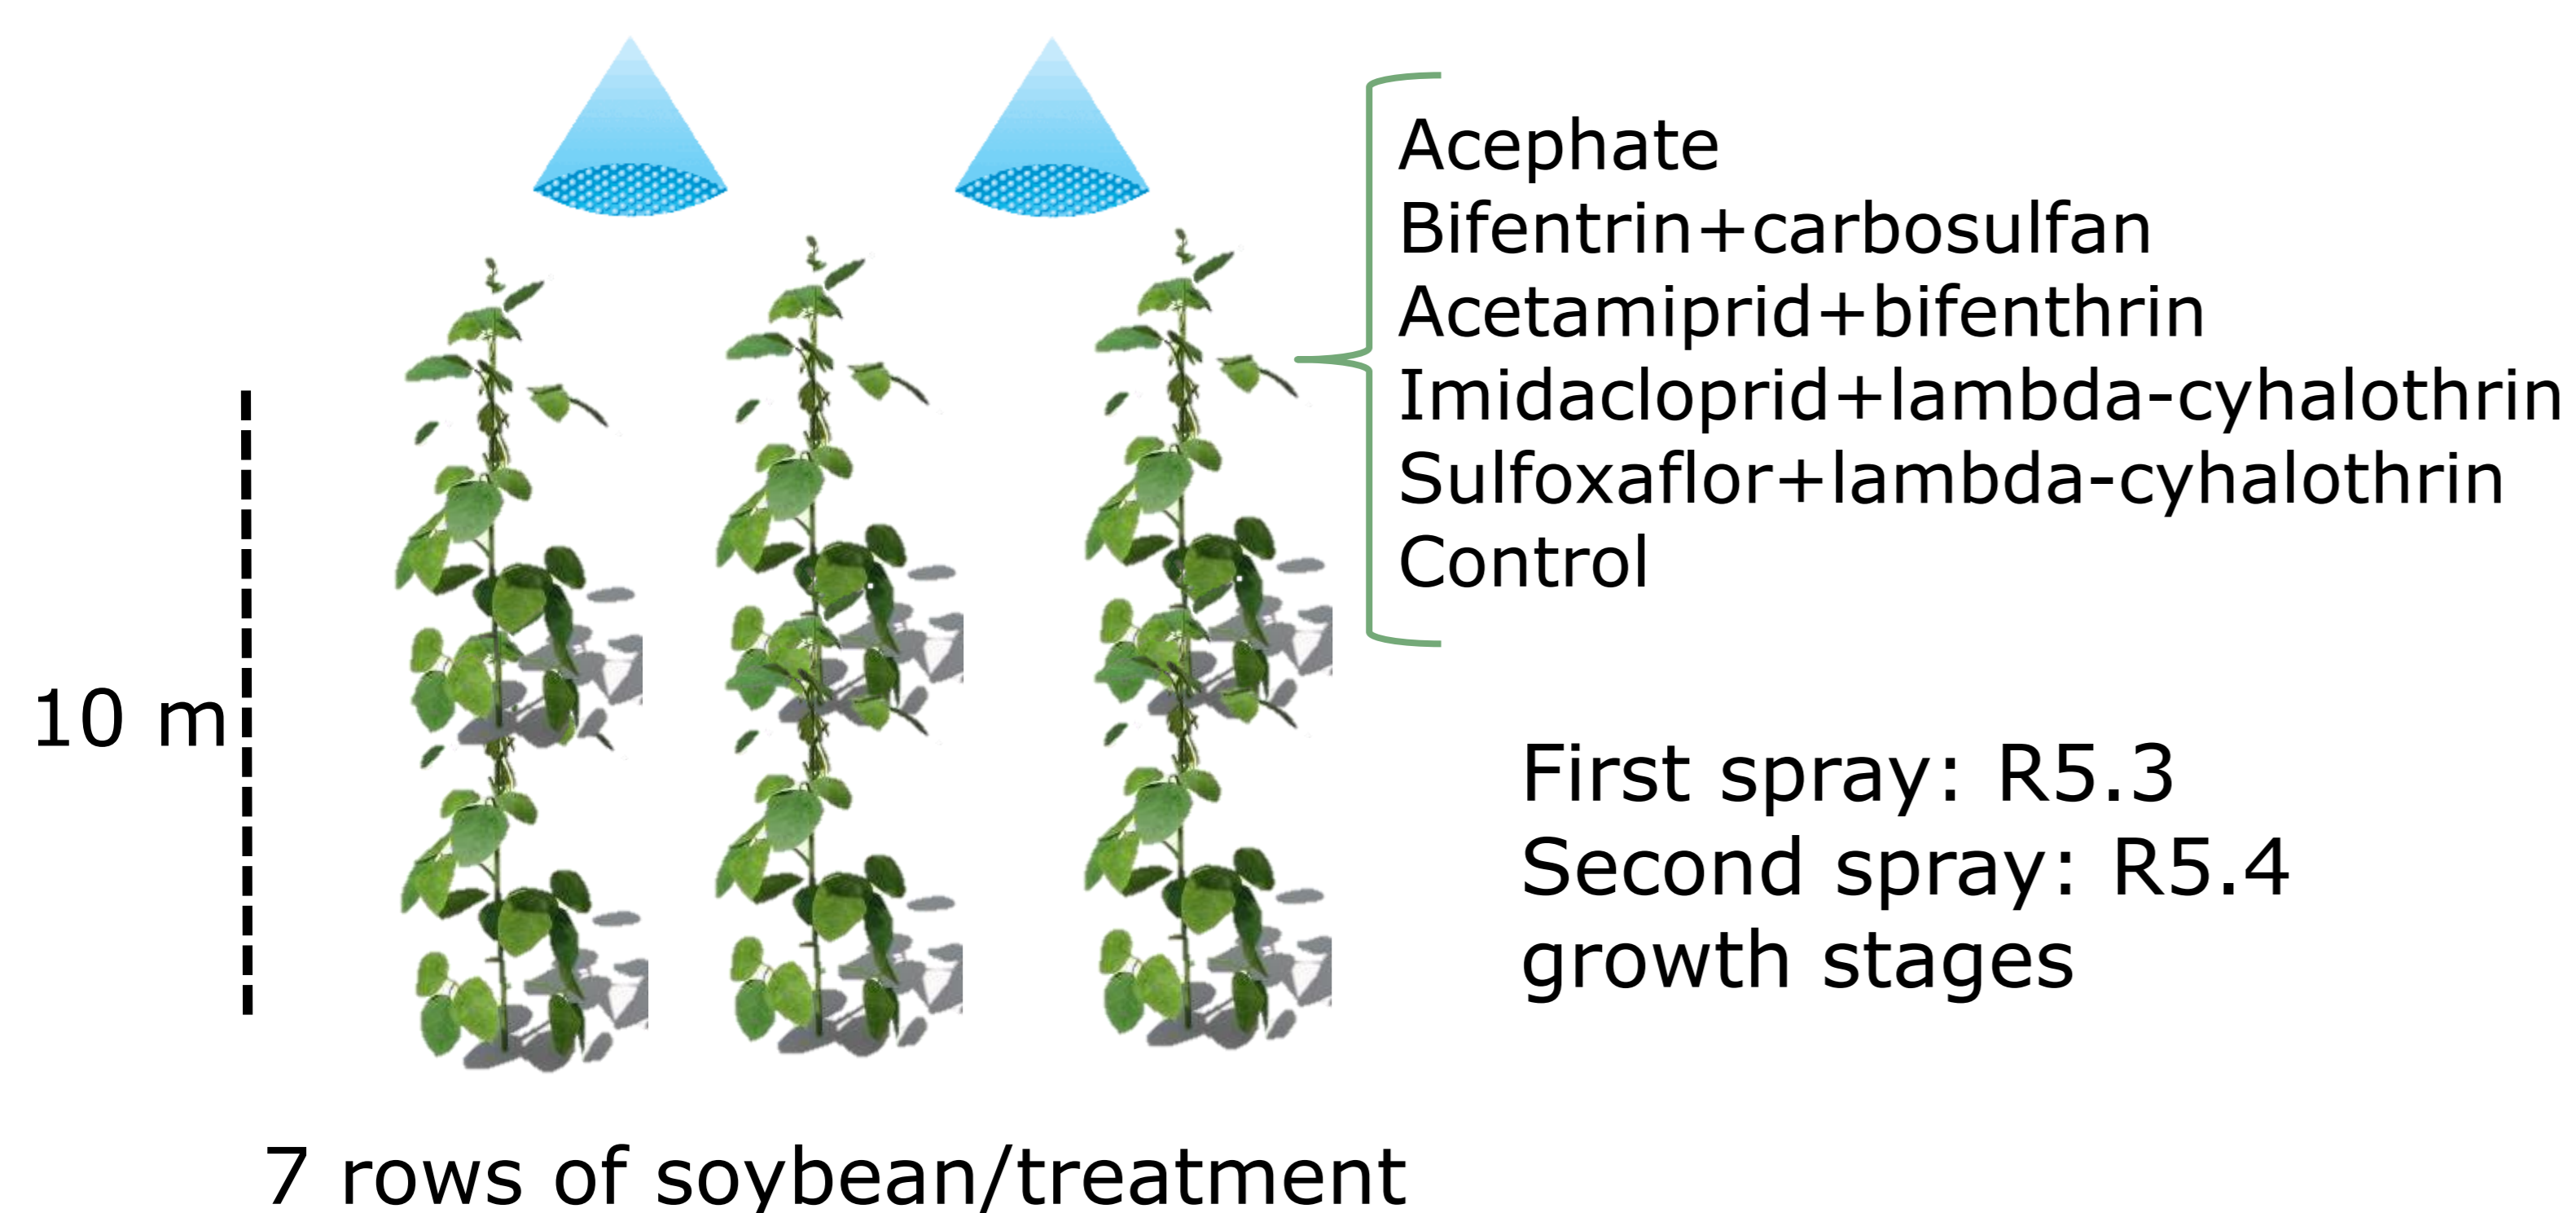 Acephate
Bifentrin+carbosulfan
Acetamiprid+bifenthrin
Imidacloprid+lambda-cyhalothrin
Sulfoxaflor+lambda-cyhalothrin
Control
10 m
First spray: R5.3
Second spray: R5.4
growth stages
7 rows of soybean/treatment